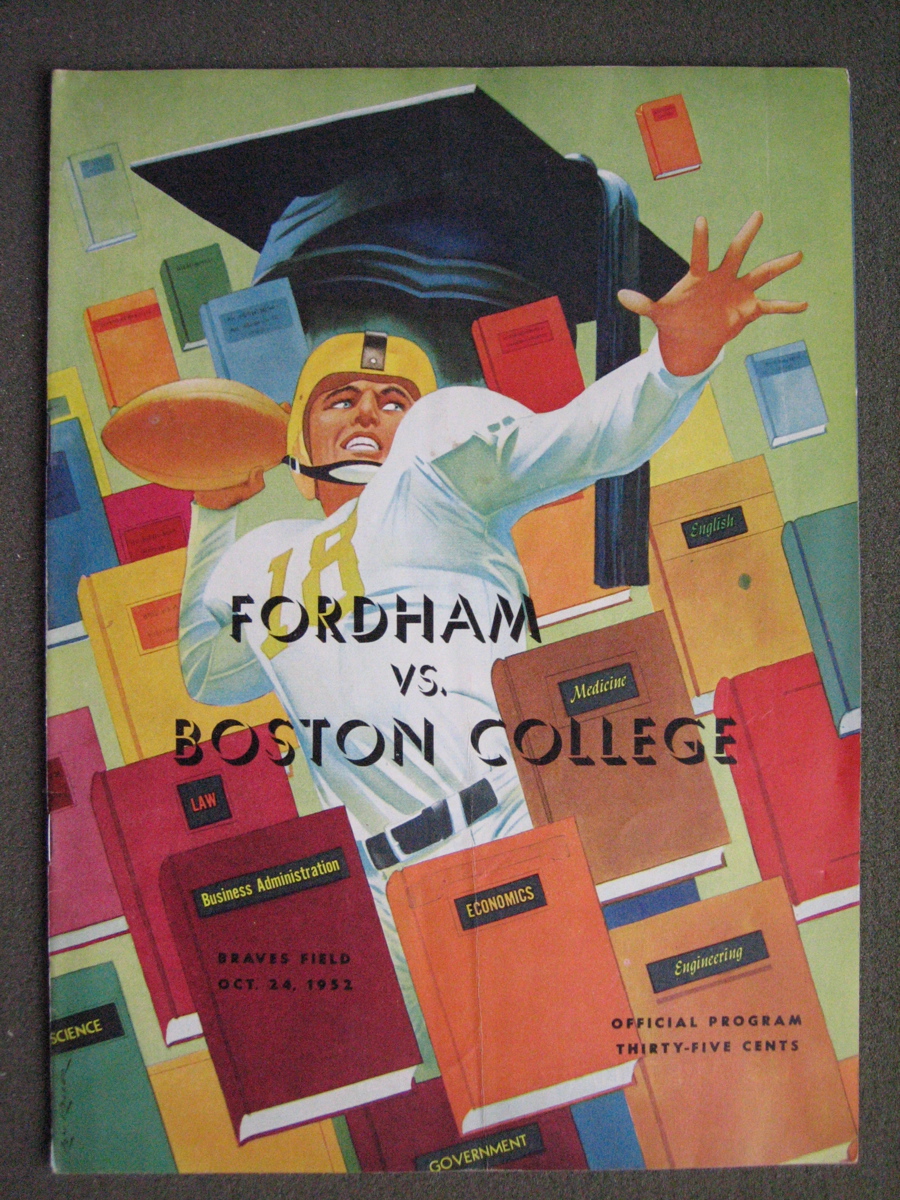 English
18
FORDHAM
VS.
Medicine
BOSTON COLLEGE
LAW
Business Administration
ECONOMICS
BRAVES FIELD
OCT. 24, 1952
Engineering
SCIENCE
OFFICIAL PROGRAM
THIRTY-FIVE CENTS
GOVERNMENT